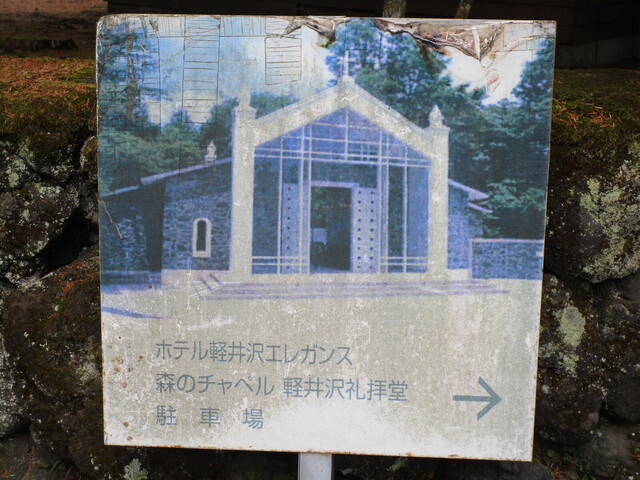 ホテル軽井沢エレガンス
森のチャペル 軽井沢礼拝堂
駐 車 場